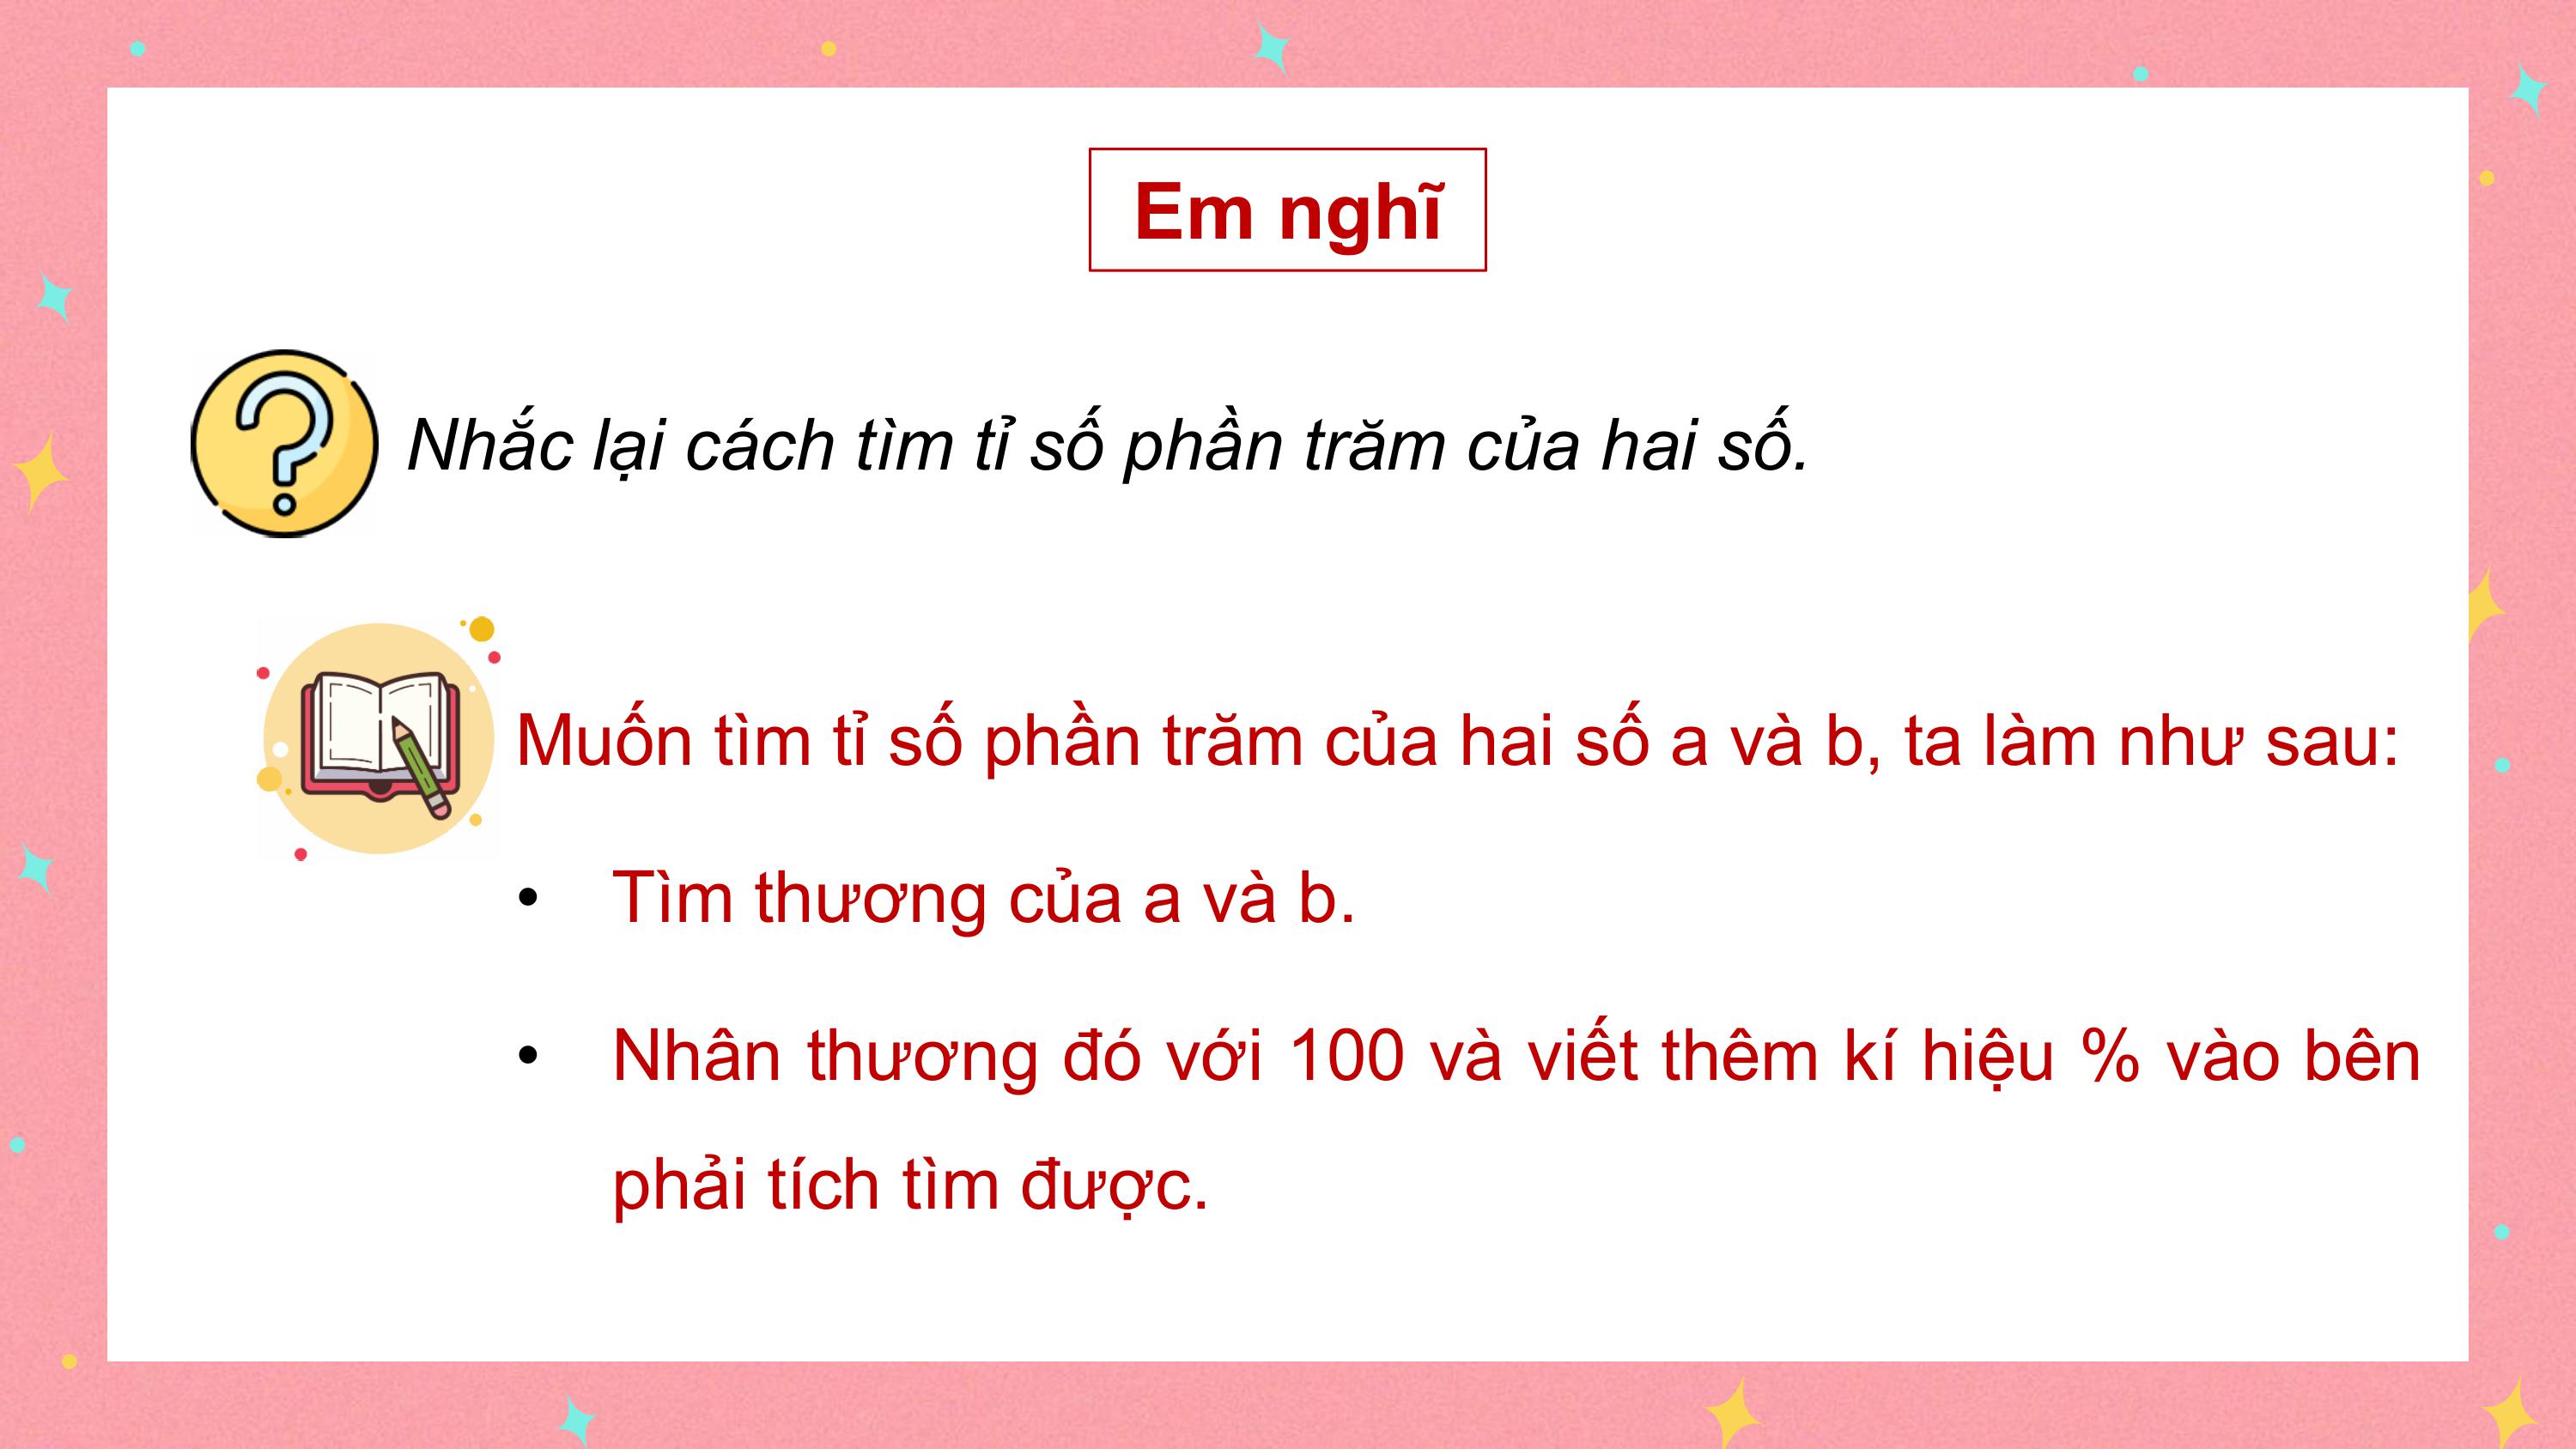 Em nghĩ
Nhắc lại cách tìm tỉ số phần trăm của hai số.
Muốn tìm tỉ số phần trăm của hai số a và b, ta làm như sau:
• Tìm thương của a và b.
• Nhân thương đó với 100 và viết thêm kí hiệu % vào bên
phải tích tìm được.